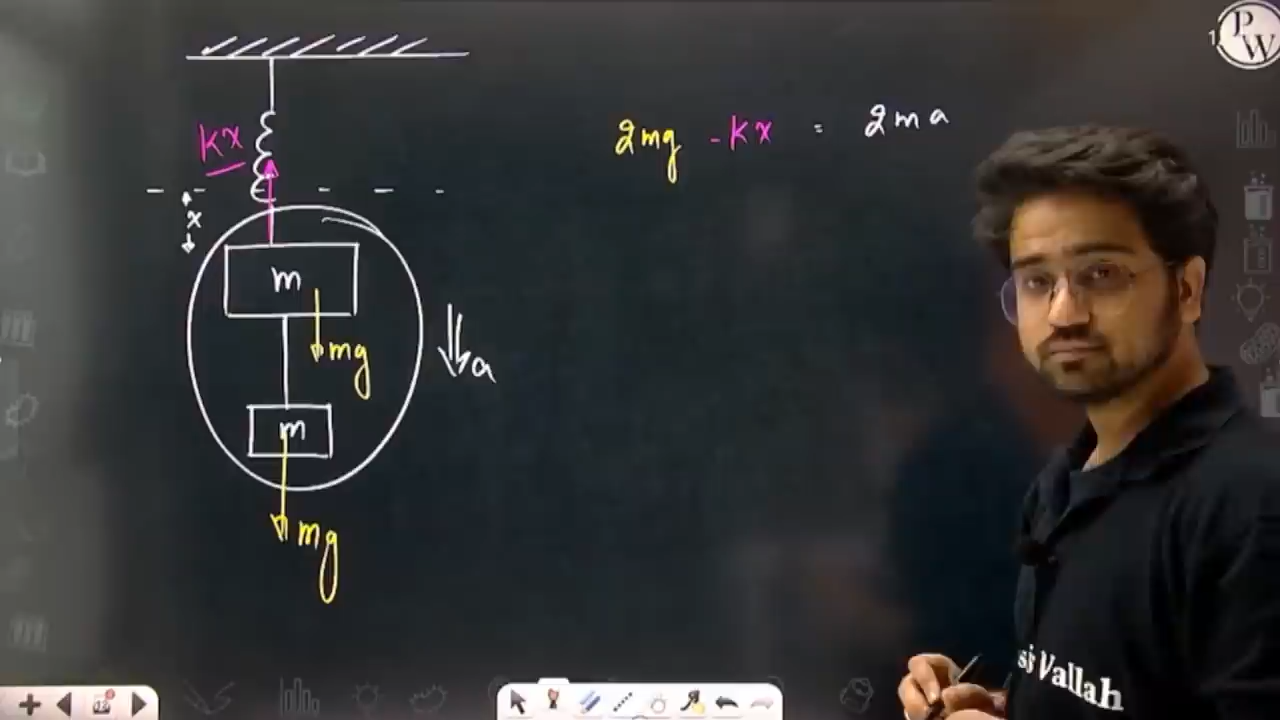 PW
2mg - kx = 2ma
kx
x
m
mg
a
m
mg
Vallah